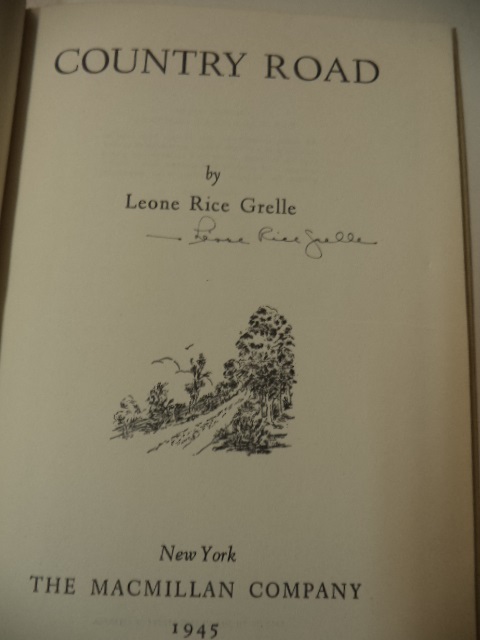 COUNTRY ROAD
by
Leone Rice Grelle
Leone Rice Grelle
New York
THE MACMILLAN COMPANY
1945